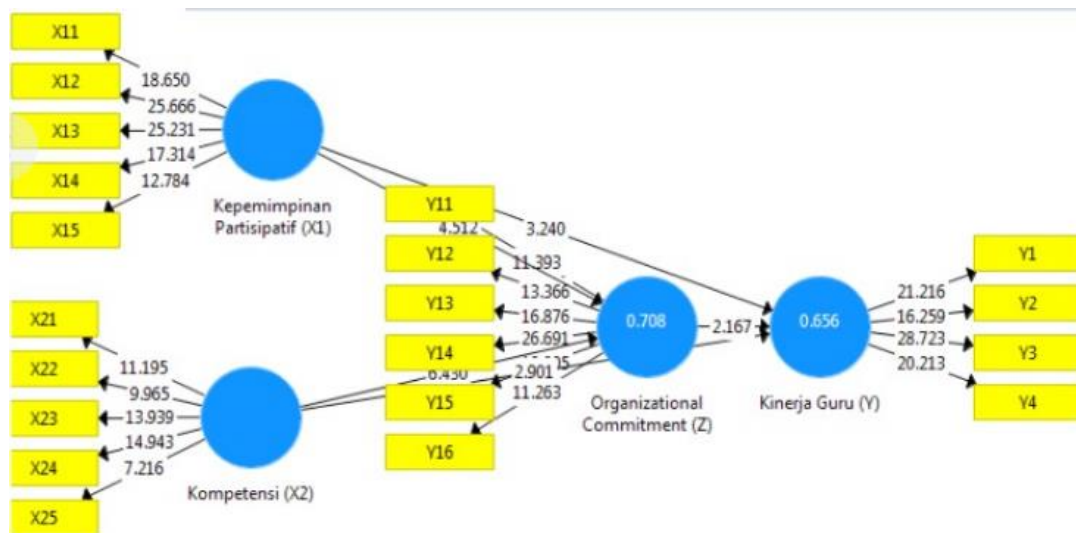 X11
X12
X13
X14
X15
18.650
25.666
25.231
17.314
12.784
Kepemimpinan
Partisipatif (X1)
X21
X22
X23
X24
X25
11.195
9.965
13.939
14.943
7.216
Kompetensi (X2)
Y11
Y12
Y13
Y14
Y15
Y16
4.512
3.240
11.393
13.366
16.876
26.691
6.430
2.901
11.263
0.708
Organizational
Commitment (Z)
2.167
0.656
Kinerja Guru (Y)
21.216
16.259
28.723
20.213
Y1
Y2
Y3
Y4